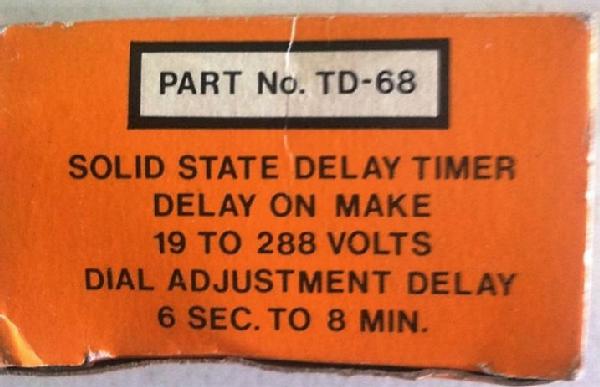 PART No. TD-68
SOLID STATE DELAY TIMER
DELAY ON MAKE
19 TO 288 VOLTS
DIAL ADJUSTMENT DELAY
6 SEC. TO 8 MIN.